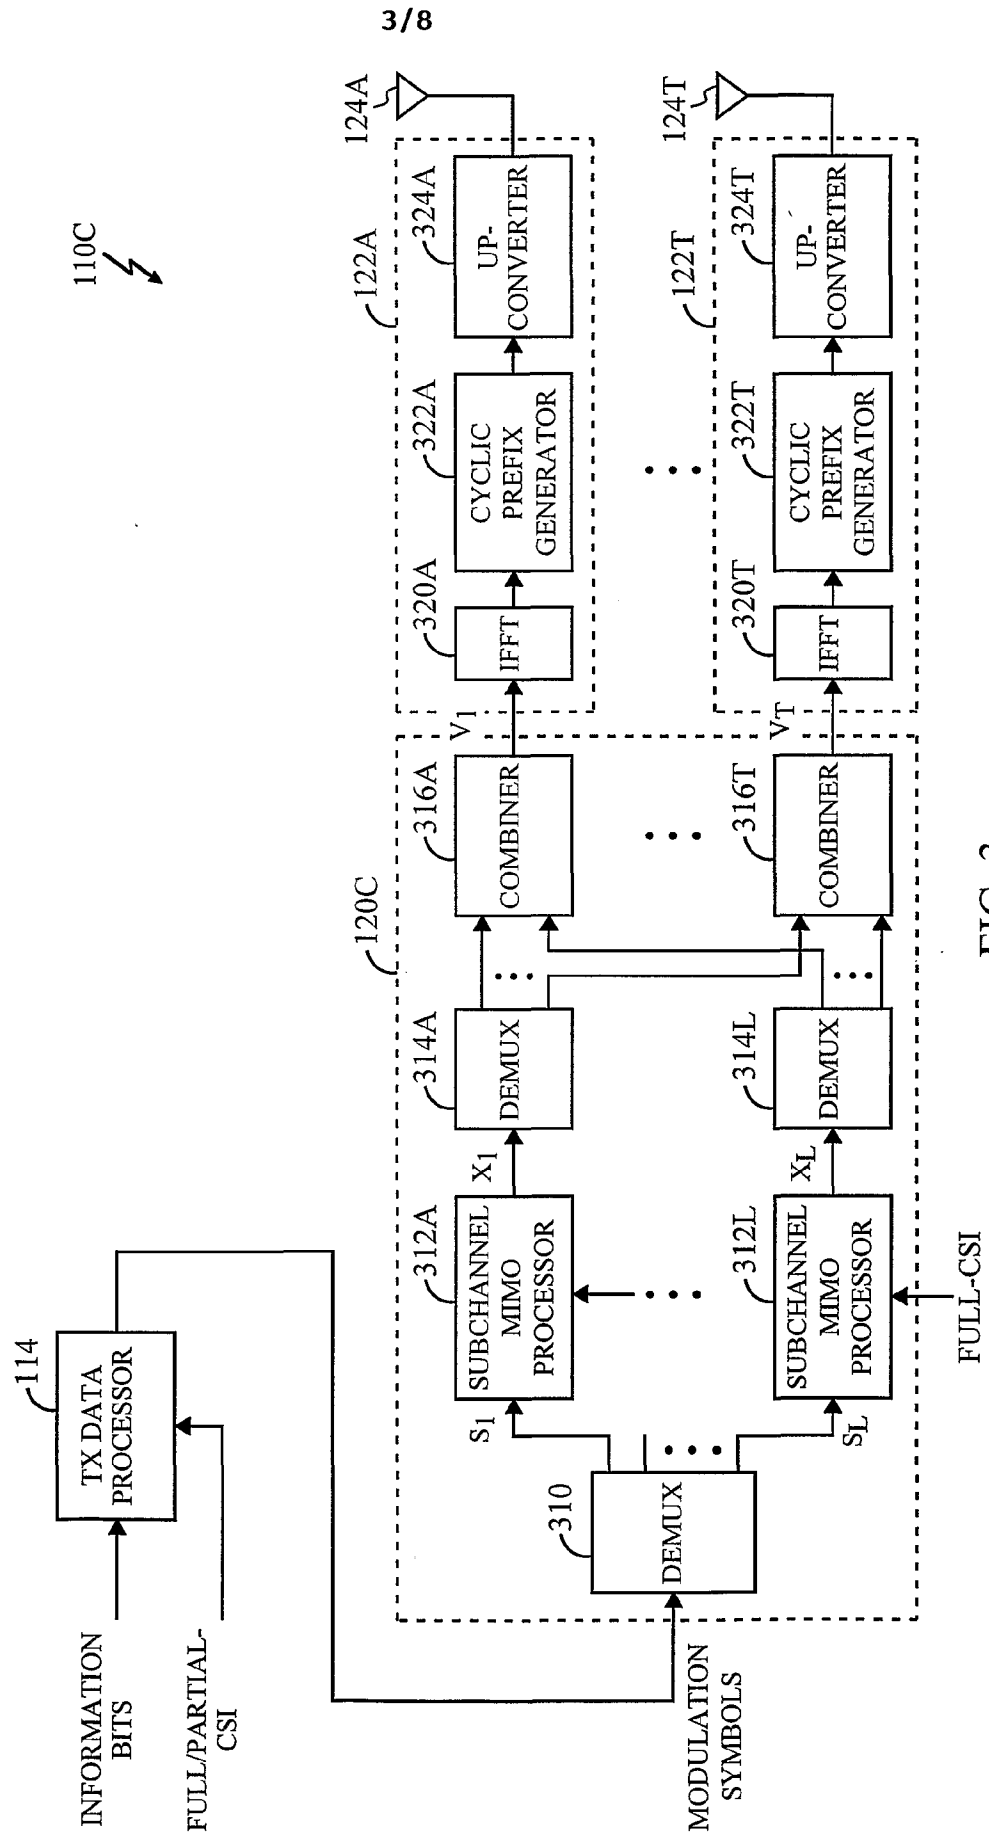 3/8
110C
INFORMATION
BITS
FULL/PARTIAL-
CSI
114
TX DATA
PROCESSOR
MODULATION
SYMBOLS
120C
310
DEMUX
S1
SL
312A
SUBCHANNEL
MIMO
PROCESSOR
312L
SUBCHANNEL
MIMO
PROCESSOR
FULL-CSI
X1
XL
314A
DEMUX
314L
DEMUX
316A
COMBINER
316T
COMBINER
V1
VT
122A
320A
IFFT
322A
CYCLIC
PREFIX
GENERATOR
324A
UP-
CONVERTER
124A
122T
320T
IFFT
322T
CYCLIC
PREFIX
GENERATOR
324T
UP-
CONVERTER
124T
FIG.